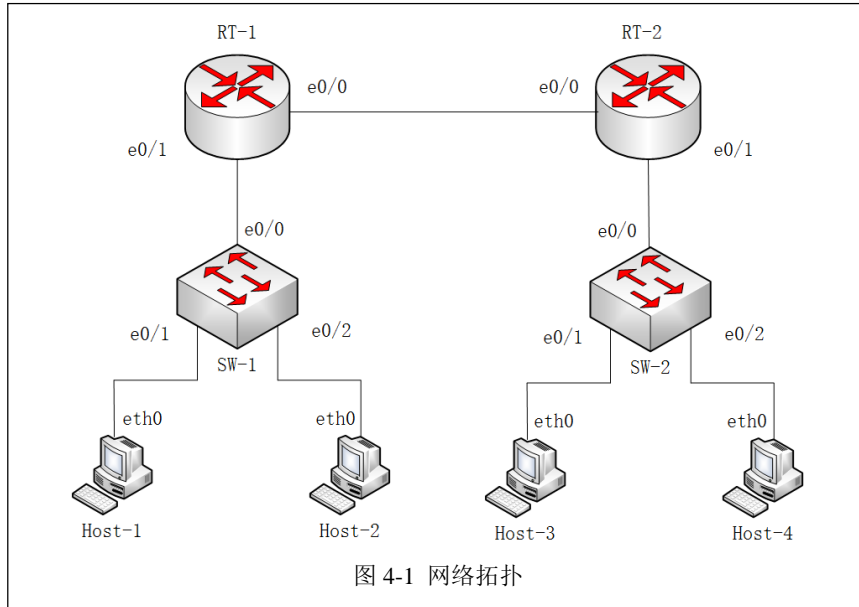 RT-1 RT-2
e0/0 e0/0
e0/1 e0/1
e0/0 e0/0
e0/1 e0/2 e0/1 e0/2
SW-1 SW-2
eth0 eth0 eth0 eth0
Host-1 Host-2 Host-3 Host-4
图 4-1 网络拓扑